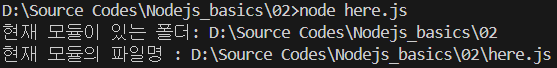 D:\Source Codes\Nodejs_basics\02>node here.js
현재 모듈이 있는 폴더: D:\Source Codes\Nodejs_basics\02
현재 모듈의 파일명 : D:\Source Codes\Nodejs_basics\02\here.js